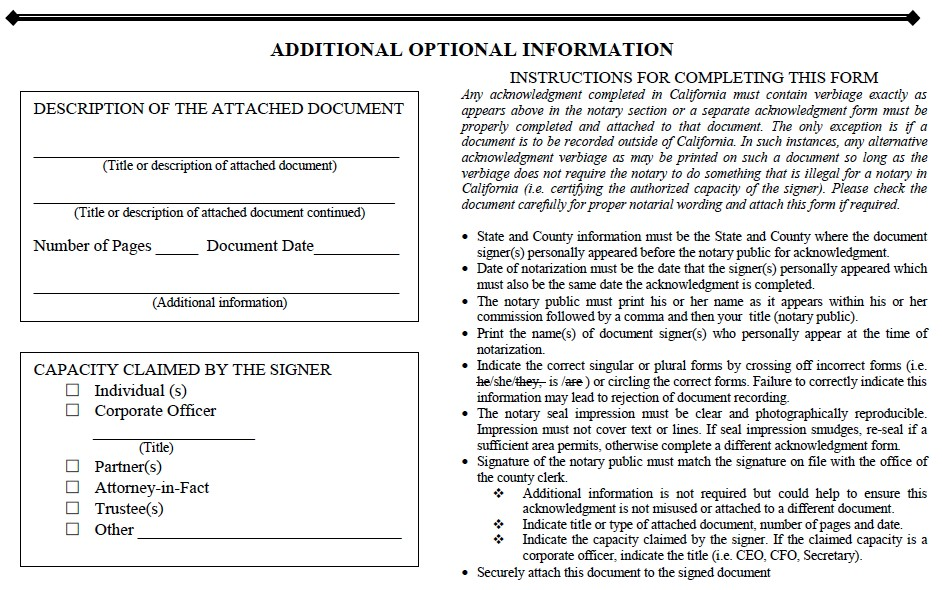 ADDITIONAL OPTIONAL INFORMATION
DESCRIPTION OF THE ATTACHED DOCUMENT
(Title or description of attached document)
(Title or description of attached document continued)
Number of Pages _____ Document Date__________
(Additional information)
CAPACITY CLAIMED BY THE SIGNER
☐ Individual (s)
☐ Corporate Officer
(Title)
☐ Partner(s)
☐ Attorney-in-Fact
☐ Trustee(s)
☐ Other ________________________________
INSTRUCTIONS FOR COMPLETING THIS FORM
Any acknowledgment completed in California must contain verbiage exactly as
appears above in the notary section or a separate acknowledgment form must be
properly completed and attached to that document. The only exception is if a
document is to be recorded outside of California. In such instances, any alternative
acknowledgment verbiage as may be printed on such a document so long as the
verbiage does not require the notary to do something that is illegal for a notary in
California (i.e. certifying the authorized capacity of the signer). Please check the
document carefully for proper notarial wording and attach this form if required.
• State and County information must be the State and County where the document
signer(s) personally appeared before the notary public for acknowledgment.
• Date of notarization must be the date that the signer(s) personally appeared which
must also be the same date the acknowledgment is completed.
• The notary public must print his or her name as it appears within his or her
commission followed by a comma and then your title (notary public).
• Print the name(s) of document signer(s) who personally appear at the time of
notarization.
• Indicate the correct singular or plural forms by crossing off incorrect forms (i.e.
he/she/they,- is /are ) or circling the correct forms. Failure to correctly indicate this
information may lead to rejection of document recording.
• The notary seal impression must be clear and photographically reproducible.
Impression must not cover text or lines. If seal impression smudges, re-seal if a
sufficient area permits, otherwise complete a different acknowledgment form.
• Signature of the notary public must match the signature on file with the office of
the county clerk.
❖ Additional information is not required but could help to ensure this
acknowledgment is not misused or attached to a different document.
❖ Indicate title or type of attached document, number of pages and date.
❖ Indicate the capacity claimed by the signer. If the claimed capacity is a
corporate officer, indicate the title (i.e. CEO, CFO, Secretary).
• Securely attach this document to the signed document